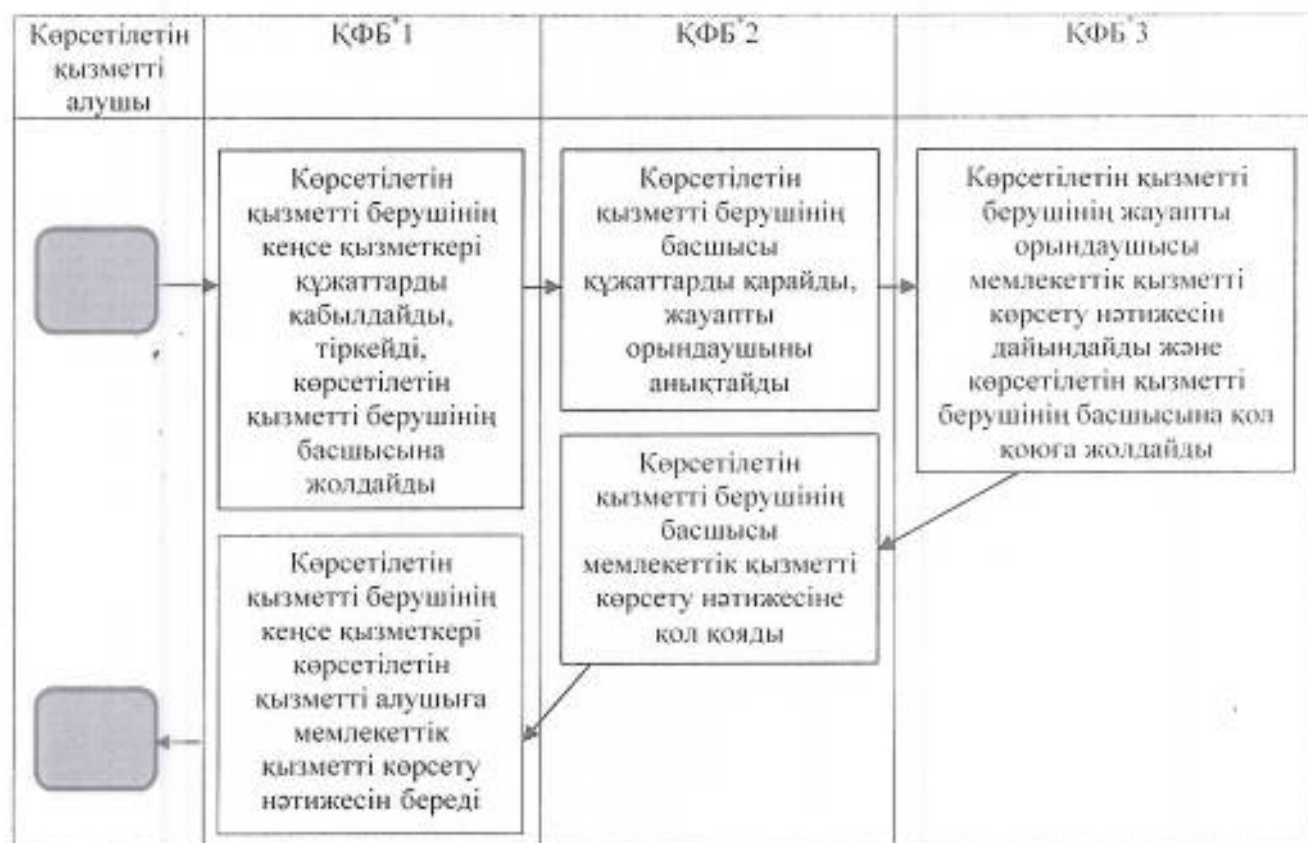 Көрсетілетін
қызметті
алушы
ҚФБ*1
ҚФБ*2
ҚФБ*3
Көрсетілетін
қызметті берушінің
кеңсе қызметкері
құжаттарды
қабылдайды,
тіркейді,
көрсетілетін
қызметті берушінің
басшысына
жолдайды
Көрсетілетін
қызметті берушінің
басшысы
құжаттарды қарайды,
жауапты
орындаушыны
анықтайды
Көрсетілетін қызметті
берушінің жауапты
орындаушысы
мемлекеттік қызметті
көрсету нәтижесін
дайындайды және
көрсетілетін қызметті
берушінің басшысына қол
қоюға жолдайды
Көрсетілетін
қызметті берушінің
басшысы
мемлекеттік қызметті
көрсету нәтижесіне
қол қояды
Көрсетілетін
қызметті берушінің
кеңсе қызметкері
көрсетілетін
қызметті алушыға
мемлекеттік
қызметті көрсету
нәтижесін береді